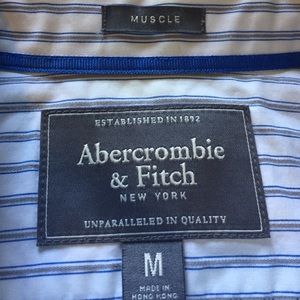 MUSCLE
ESTABLISHED IN 1892
Abercrombie
& Fitch
NEW YORK
UNPARALLELED IN QUALITY
M
MADE IN
HONG KONG